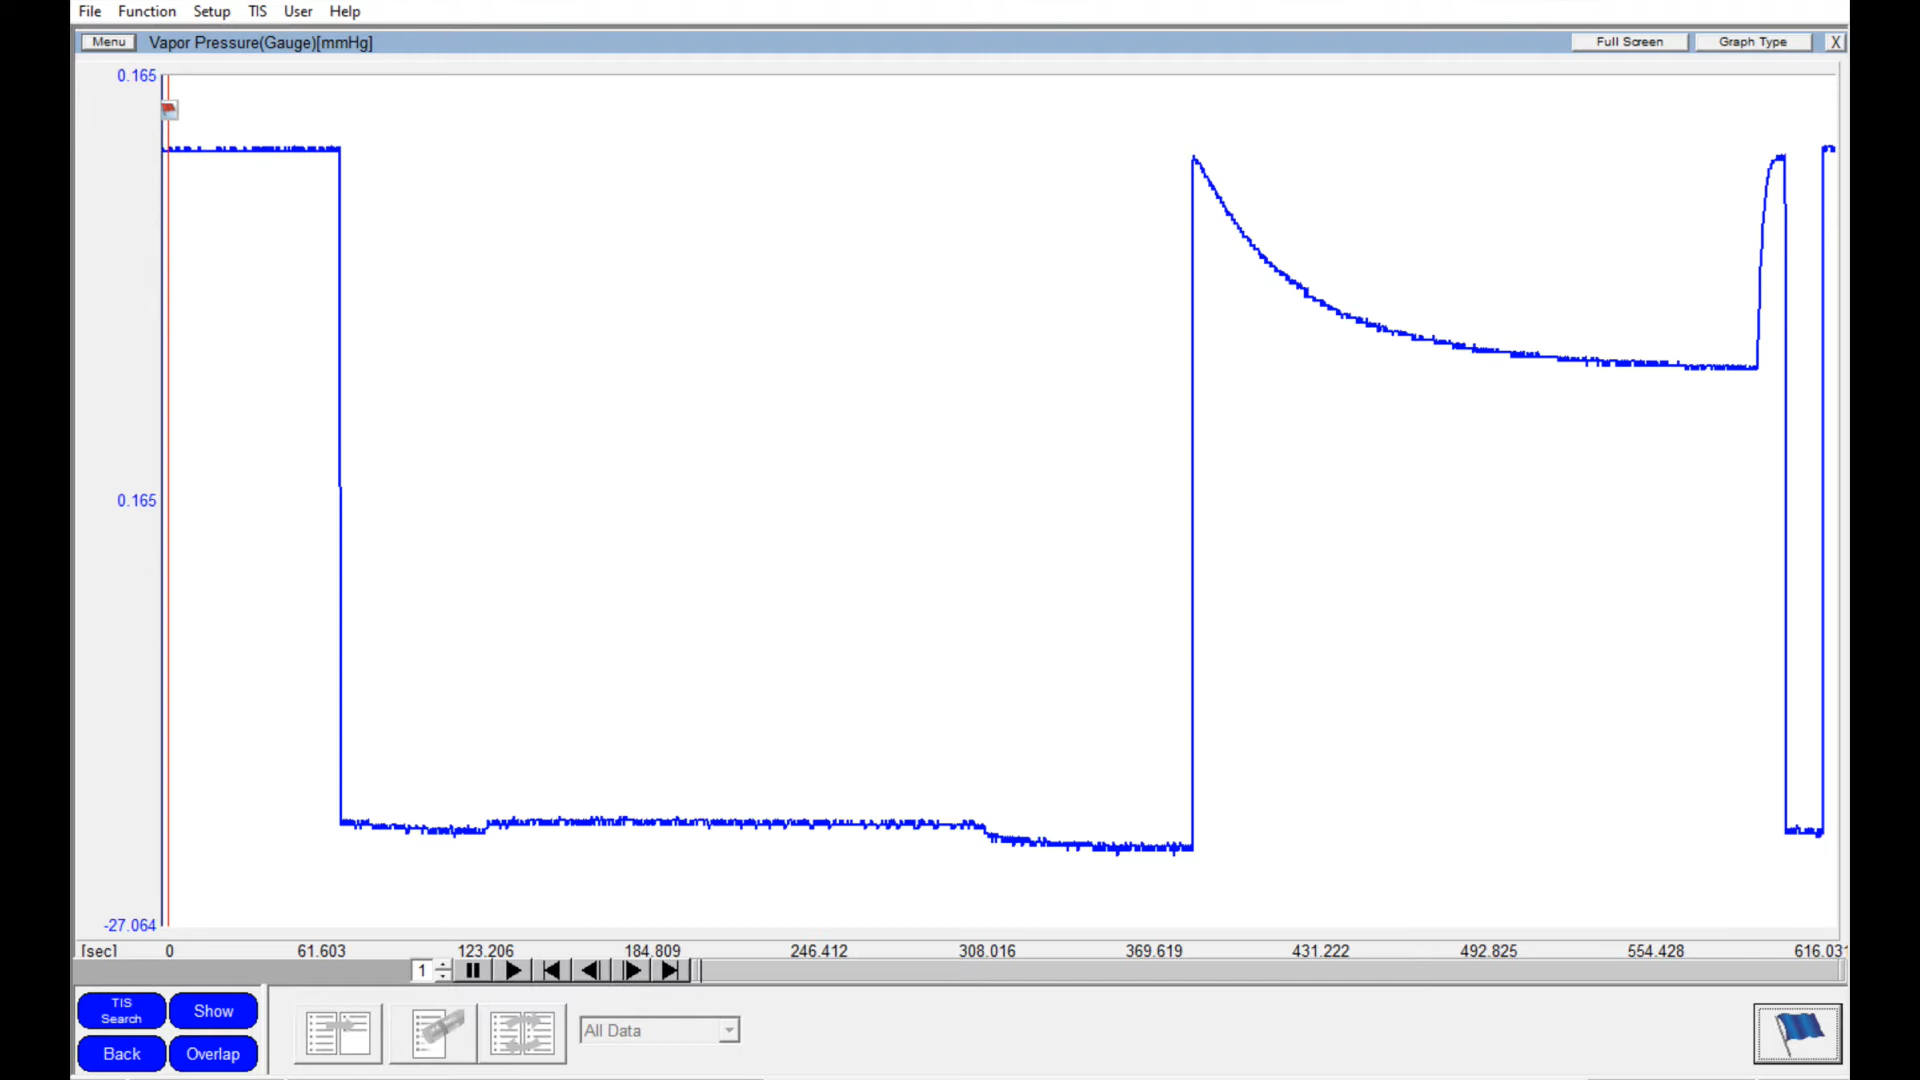 File Function Setup TIS User Help
Menu Vapor Pressure(Gauge)[mmHg] Full Screen Graph Type X
0.165
0.165
-27.064
[sec] 0 61.603 123.206 184.809 246.412 308.016 369.619 431.222 492.825 554.428 616.031
1
TIS
Search
Show
All Data
Back
Overlap